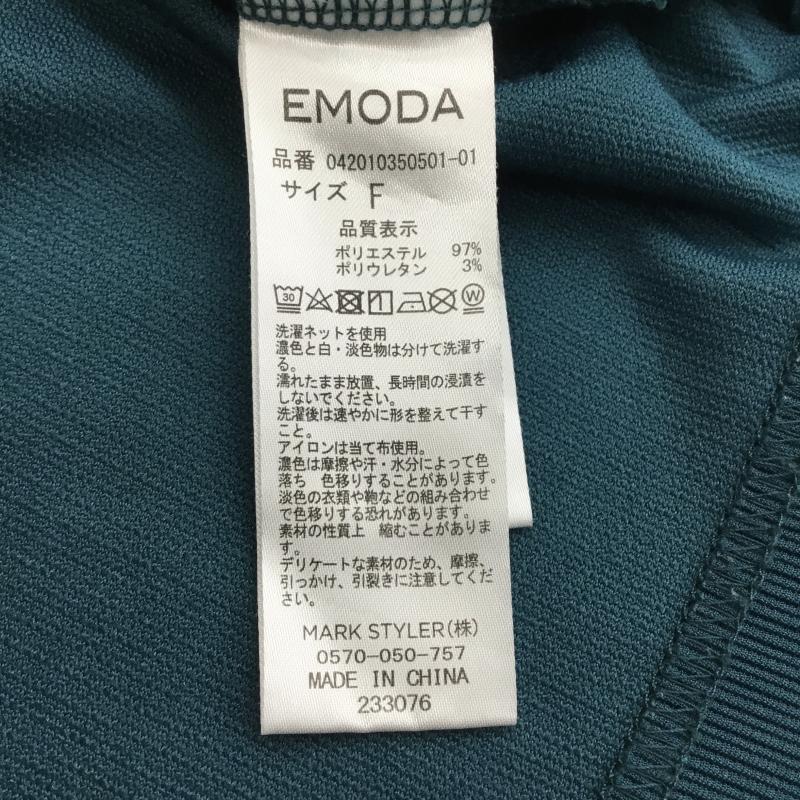 EMODA
品番 042010350501-01
サイズ F
品質表示
ポリエステル 97%
ポリウレタン 3%
30 W
洗濯ネットを使用
濃色と白・淡色物は分けて洗濯す
る。
濡れたまま放置、長時間の浸漬を
しないでください。
洗濯後は速やかに形を整えて干す
こと。
アイロンは当て布使用。
濃色は摩擦や汗・水分によって色
落ち 色移りすることがあります。
淡色の衣類や鞄などの組み合わせ
で色移りする恐れがあります。
素材の性質上 縮むことがありま
す。
デリケートな素材のため、摩擦、
引っかけ、引裂きに注意してくだ
さい。
MARK STYLER(株)
0570-050-757
MADE IN CHINA
233076